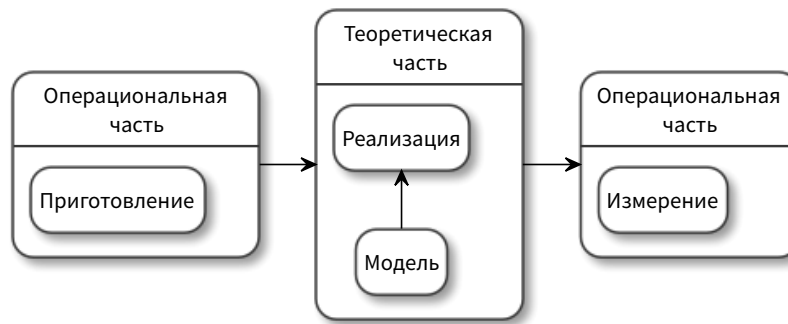 Операциональная
часть
Приготовление
Теоретическая
часть
Реализация
Модель
Операциональная
часть
Измерение